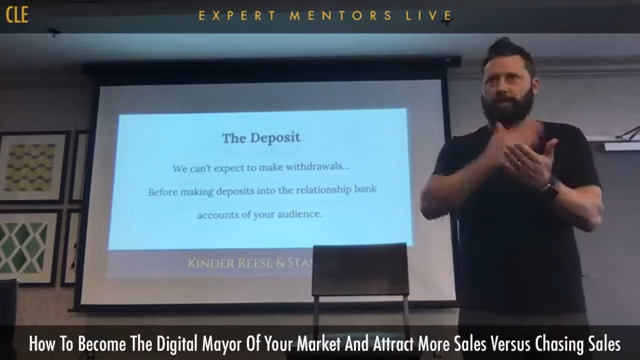 CLE
EXPERT MENTORS LIVE
The Deposit
We can't expect to make withdrawals...
Before making deposits into the relationship bank
accounts of your audience.
KINDER REESE &
How To Become The Digital Mayor Of Your Market And Attract More Sales Versus Chasing Sales